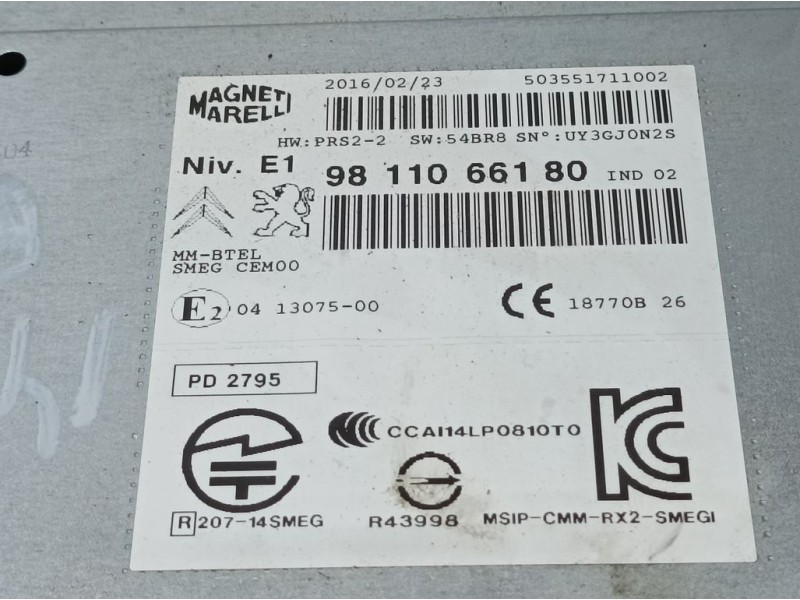 MAGNETI MARELLI
2016/02/23 503551711002
HW:PRS2-2 SW:54BR8 SN°:UY3GJ0N2S
Niv. E1 98 110 661 80 IND 02
MM-BTEL
SMEG CEM00
E2 04 13075-00 CE 18770B 26
PD 2795
CCAI14LP0810T0
R 207-14SMEG R43998 MSIP-CMM-RX2-SMEGI